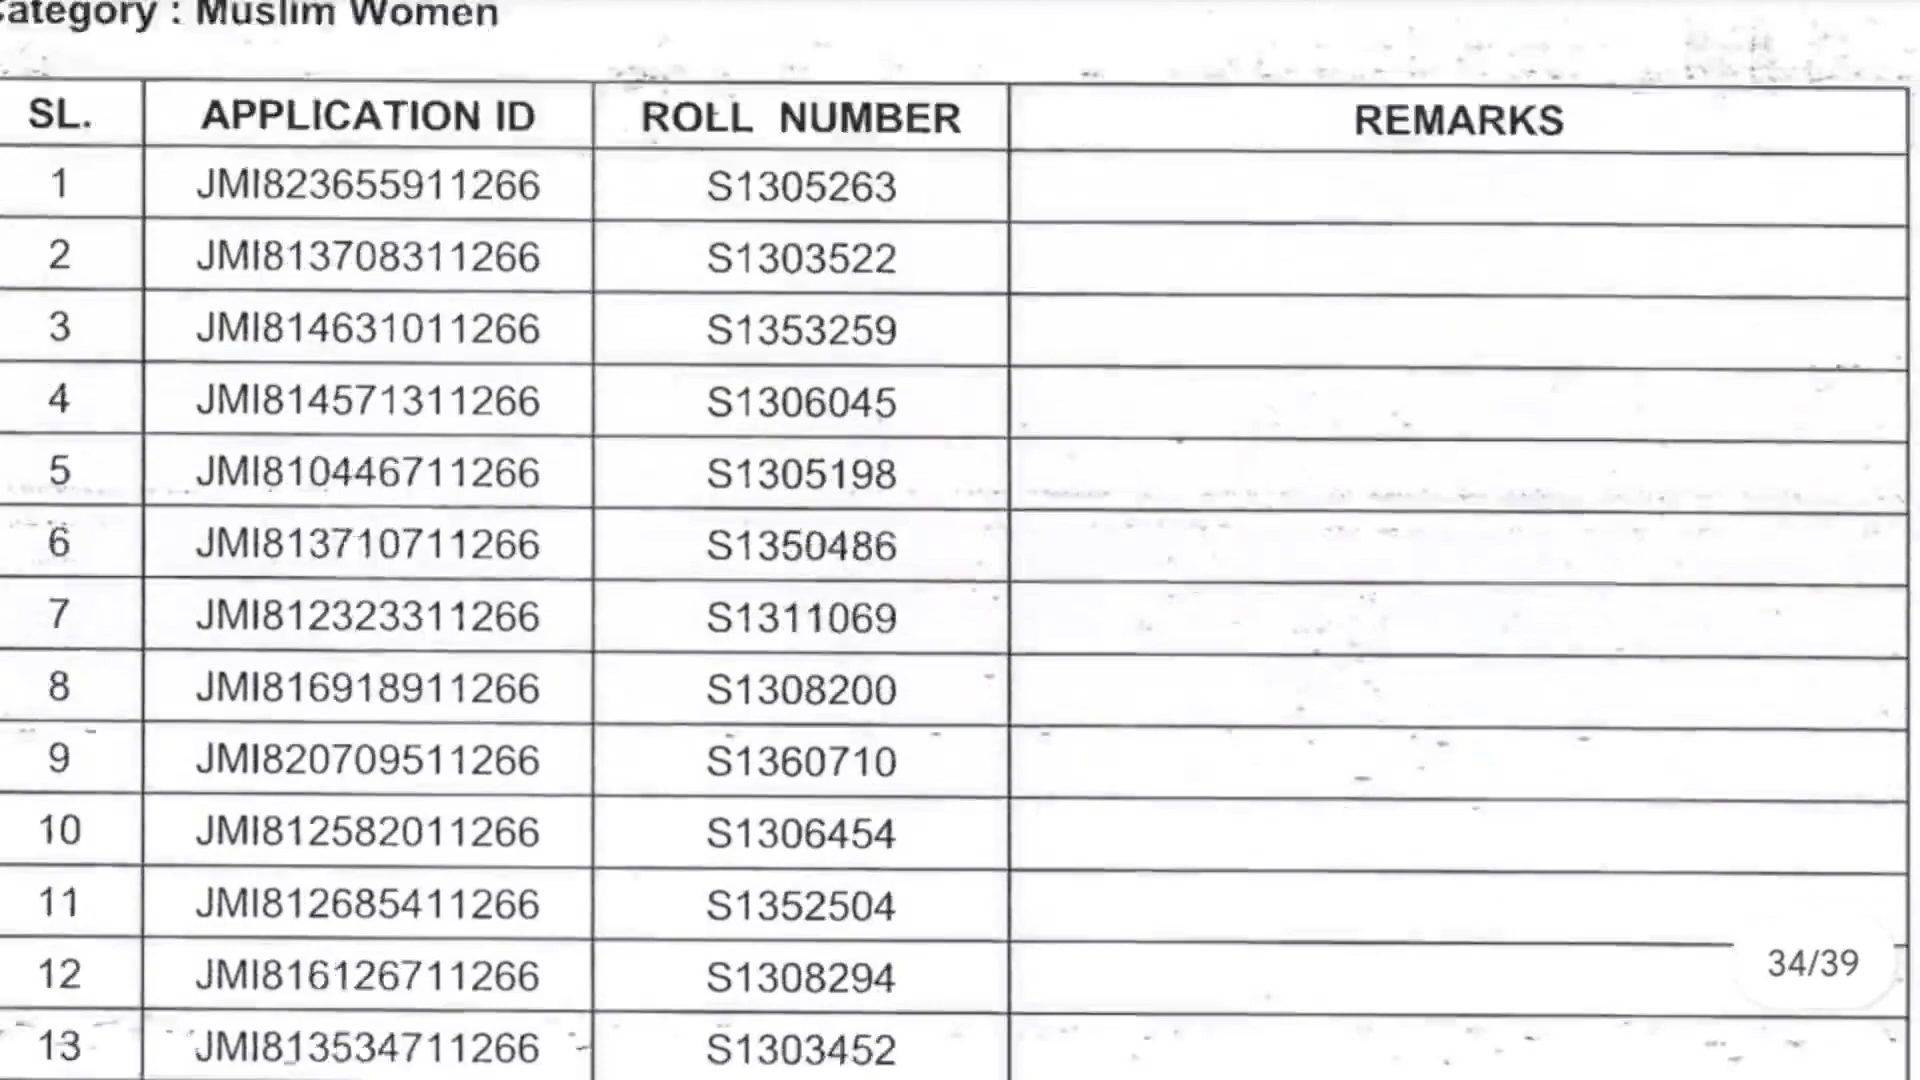 Category : Muslim Women
SL. APPLICATION ID ROLL NUMBER REMARKS
1 JMI823655911266 S1305263
2 JMI813708311266 S1303522
3 JMI814631011266 S1353259
4 JMI814571311266 S1306045
5 JMI810446711266 S1305198
6 JMI813710711266 S1350486
7 JMI812323311266 S1311069
8 JMI816918911266 S1308200
9 JMI820709511266 S1360710
10 JMI812582011266 S1306454
11 JMI812685411266 S1352504
12 JMI816126711266 S1308294
34/39
13 JMI813534711266 S1303452